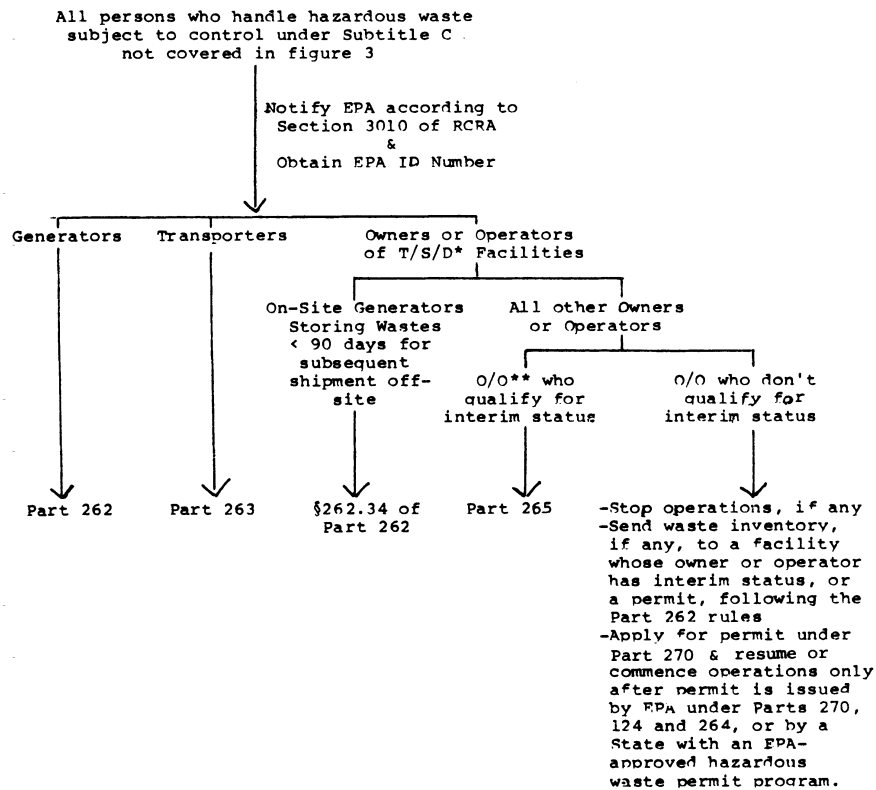 All persons who handle hazardous waste
subject to control under Subtitle C
not covered in figure 3
Notify EPA according to
Section 3010 of RCRA
&
Obtain EPA ID Number
Generators
Transporters
Owners or Operators
of T/S/D* Facilities
On-Site Generators
Storing Wastes
< 90 days for
subsequent
shipment off-
site
All other Owners
or Operators
O/O** who
qualify for
interim status
O/O who don't
qualify for
interim status
Part 262
Part 263
§262.34 of
Part 262
Part 265
-Stop operations, if any
-Send waste inventory,
if any, to a facility
whose owner or operator
has interim status, or
a permit, following the
Part 262 rules
-Apply for permit under
Part 270 & resume or
commence operations only
after permit is issued
by EPA under Parts 270,
124 and 264, or by a
State with an EPA-
approved hazardous
waste permit program.